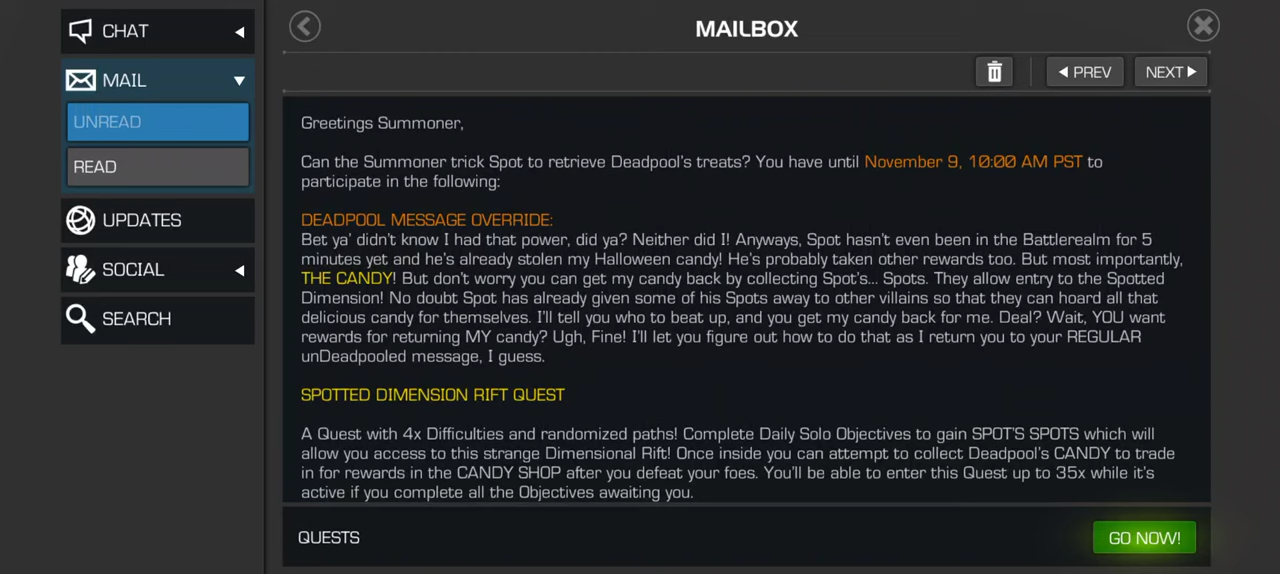 CHAT
MAIL
UNREAD
READ
UPDATES
SOCIAL
SEARCH
MAILBOX
PREV
NEXT
Greetings Summoner,
Can the Summoner trick Spot to retrieve Deadpool's treats? You have until November 9, 10:00 AM PST to
participate in the following:
DEADPOOL MESSAGE OVERRIDE:
Bet ya' didn't know I had that power, did ya? Neither did I! Anyways, Spot hasn't even been in the Battlerealm for 5
minutes yet and he's already stolen my Halloween candy! He's probably taken other rewards too. But most importantly,
THE CANDY! But don't worry you can get my candy back by collecting Spot's... Spots. They allow entry to the Spotted
Dimension! No doubt Spot has already given some of his Spots away to other villains so that they can hoard all that
delicious candy for themselves. I'll tell you who to beat up, and you get my candy back for me. Deal? Wait, YOU want
rewards for returning MY candy? Ugh, Fine! I'll let you figure out how to do that as I return you to your REGULAR
unDeadpooled message, I guess.
SPOTTED DIMENSION RIFT QUEST
A Quest with 4x Difficulties and randomized paths! Complete Daily Solo Objectives to gain SPOT'S SPOTS which will
allow you access to this strange Dimensional Rift! Once inside you can attempt to collect Deadpool's CANDY to trade
in for rewards in the CANDY SHOP after you defeat your foes. You'll be able to enter this Quest up to 35x while it's
active if you complete all the Objectives awaiting you.
QUESTS
GO NOW!